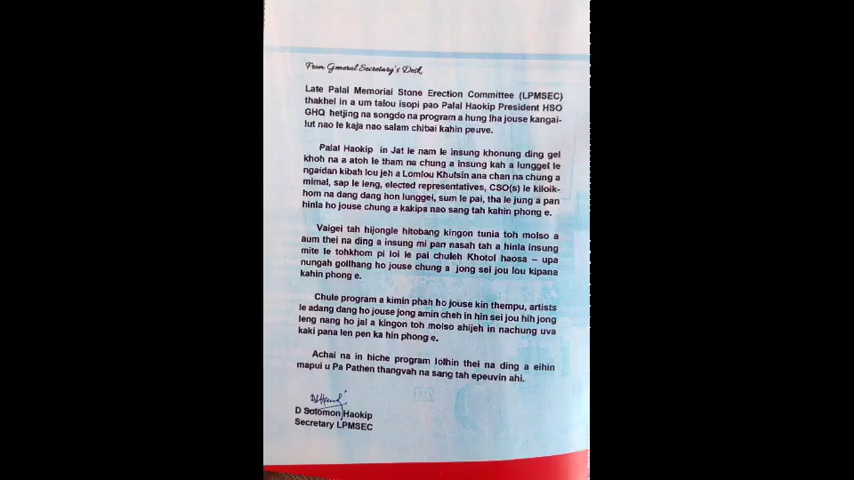 From General Secretary's Desk,
Late Palal Memorial Stone Erection Committee (LPMSEC)
thakhel in a um talou isopi pao Palal Haokip President HSO
GHQ hetjing na songdo na program a hung lha jouse kangai-
lut nao le kaja nao salam chibai kahin peuve.
Palal Haokip in Jat le nam le insung khonung ding gel
khoh na a atoh le tham na chung a insung kah a lunggel le
ngaidan kibah lou jeh a Lomlou Khulsin ana chan na chung a
mimal, sap le leng, elected representatives, CSO(s) le kiloik-
hom na dang dang hon lunggei, sum le pai, tha le jung a pan
hinla ho jouse chung a kakipa nao sang tah kahin phong e.
Vaigei tah hijongle hitobang kingon tunia toh molso a
aum thei na ding a insung mi pan nasah tah a hinla insung
mite le tohkhom pi loi le pai chuleh Khotol haosa – upa
nungah gollhang ho jouse chung a jong sei jou lou kipana
kahin phong e.
Chule program a kimin phah ho jouse kin thempu, artists
le adang dang ho jouse jong amin cheh in hin sei jou hih jong
leng nang ho jal a kingon toh molso ahijeh in nachung uva
kaki pana len pen ka hin phong e.
Achai na in hiche program lolhin thei na ding a eihin
mapui u Pa Pathen thangvah na sang tah epeuvin ahi.
D Solomon Haokip
Secretary LPMSEC